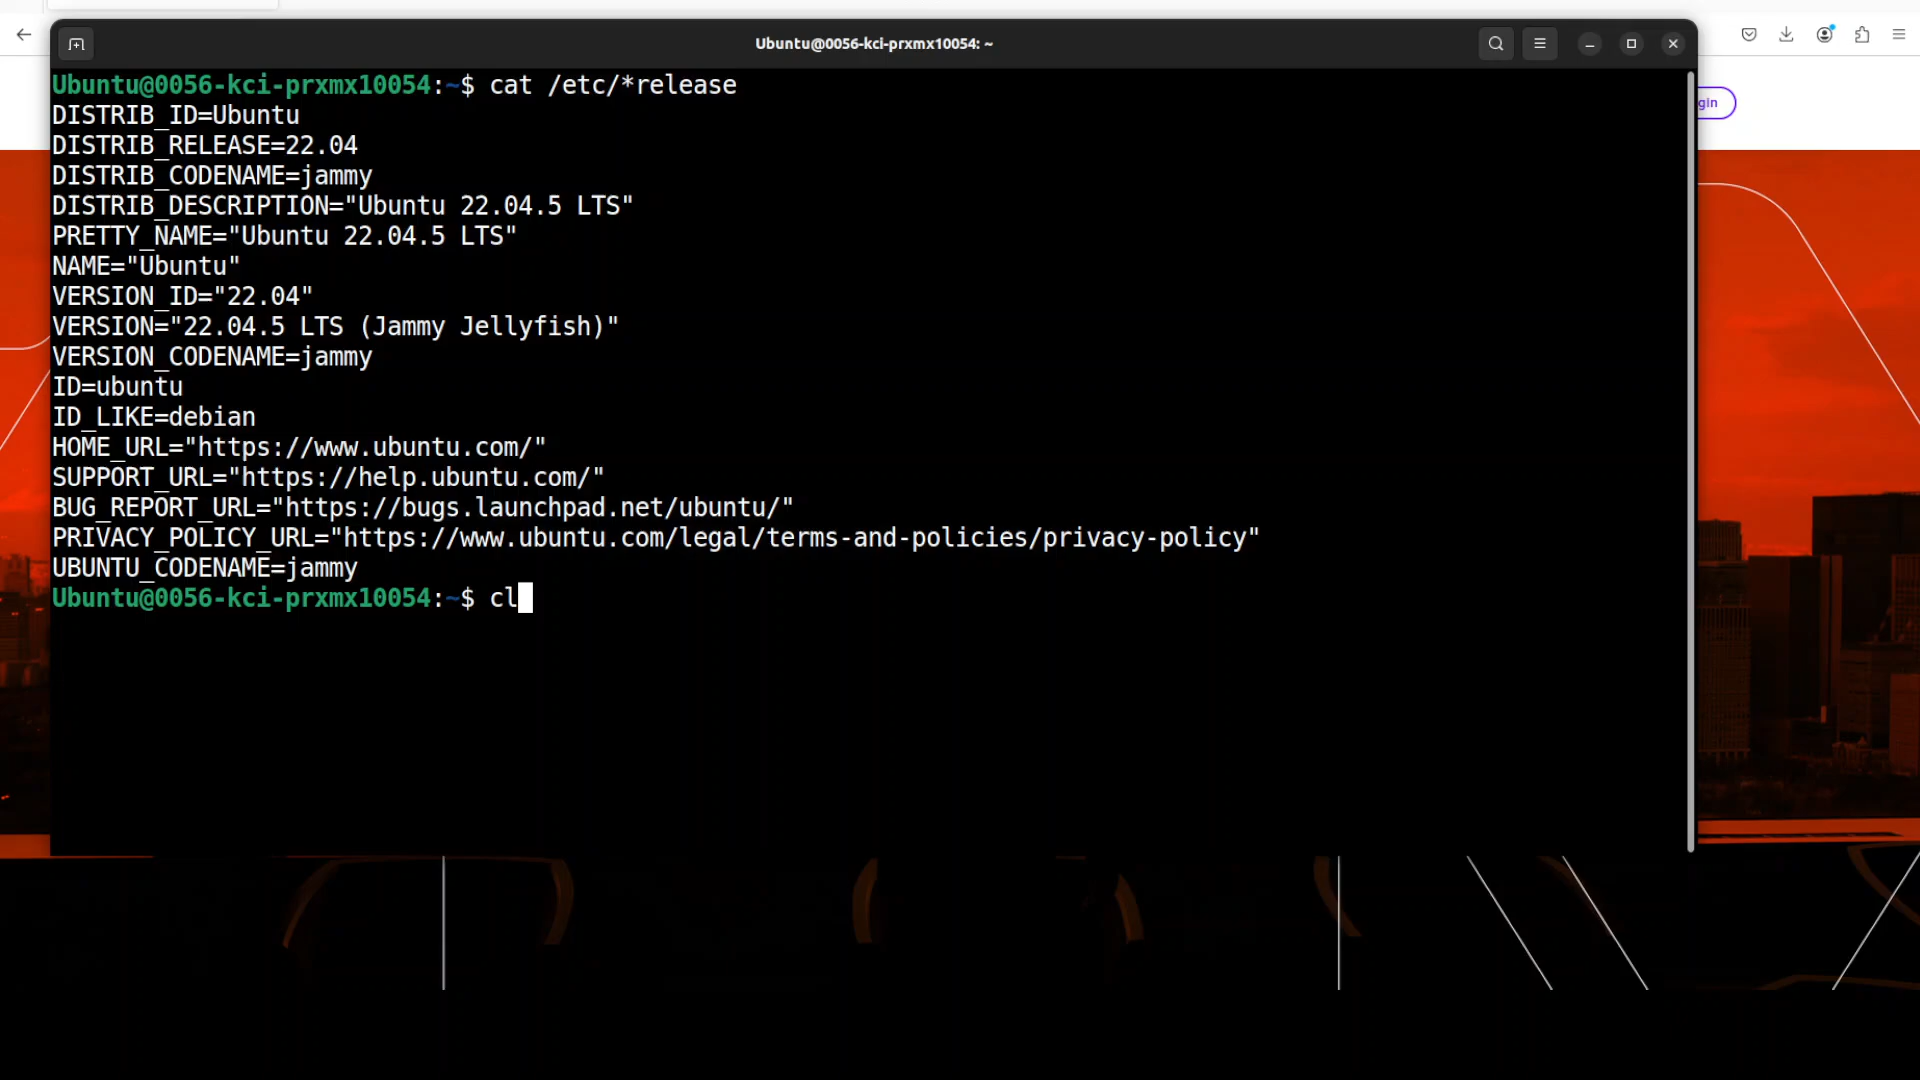 Ubuntu@0056-kci-prxmx10054: ~
Ubuntu@0056-kci-prxmx10054:~$ cat /etc/*release
DISTRIB_ID=Ubuntu
DISTRIB_RELEASE=22.04
DISTRIB_CODENAME=jammy
DISTRIB_DESCRIPTION="Ubuntu 22.04.5 LTS"
PRETTY_NAME="Ubuntu 22.04.5 LTS"
NAME="Ubuntu"
VERSION_ID="22.04"
VERSION="22.04.5 LTS (Jammy Jellyfish)"
VERSION_CODENAME=jammy
ID=ubuntu
ID_LIKE=debian
HOME_URL="https://www.ubuntu.com/"
SUPPORT_URL="https://help.ubuntu.com/"
BUG_REPORT_URL="https://bugs.launchpad.net/ubuntu/"
PRIVACY_POLICY_URL="https://www.ubuntu.com/legal/terms-and-policies/privacy-policy"
UBUNTU_CODENAME=jammy
Ubuntu@0056-kci-prxmx10054:~$ cl
gin